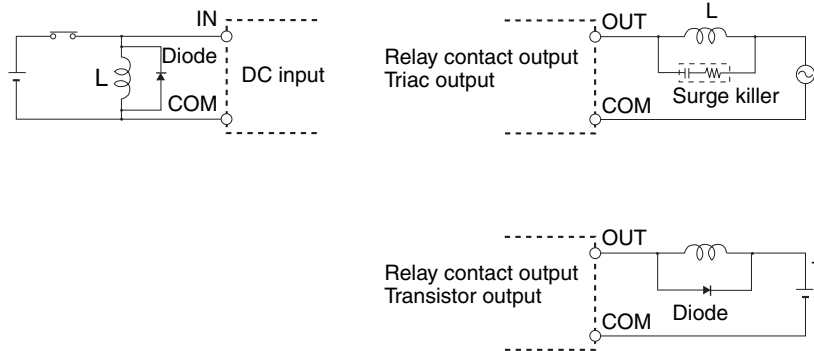 IN
Diode
L
DC input
COM
OUT
L
Relay contact output
Triac output
Surge killer
COM
OUT
Relay contact output
Transistor output
Diode
COM